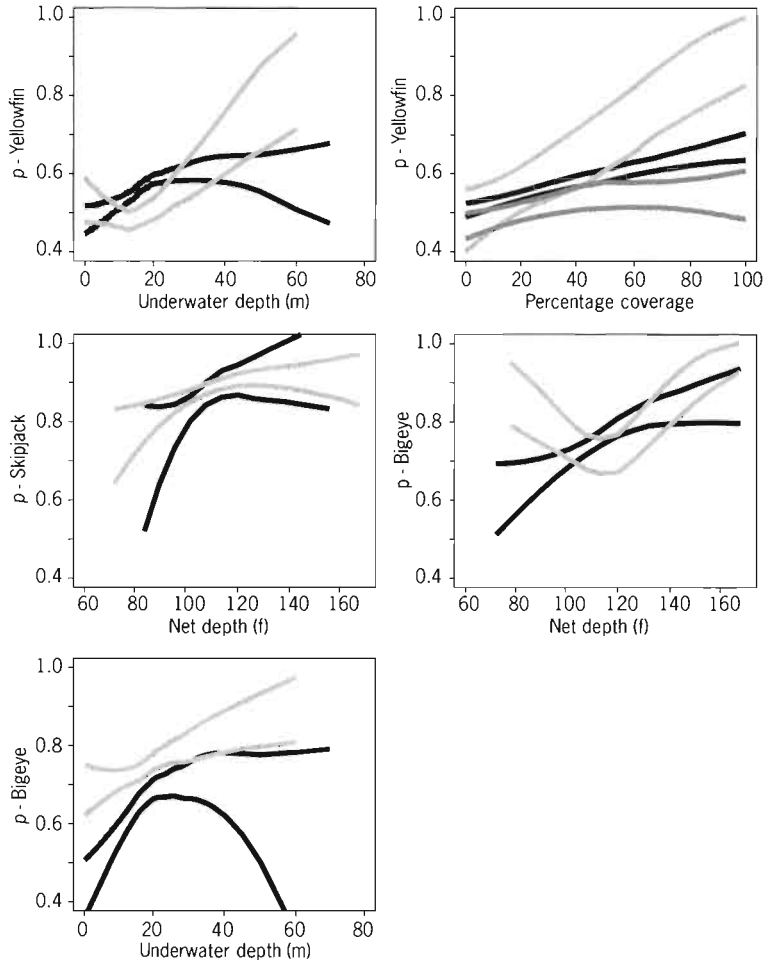 p - Yellowfin
1.0
0.8
0.6
0.4
0 20 40 60 80
Underwater depth (m)
p - Yellowfin
1.0
0.8
0.6
0.4
0 20 40 60 80 100
Percentage coverage
p - Skipjack
1.0
0.8
0.6
0.4
60 80 100 120 140 160
Net depth (f)
p - Bigeye
1.0
0.8
0.6
0.4
60 80 100 120 140 160
Net depth (f)
p - Bigeye
1.0
0.8
0.6
0.4
0 20 40 60 80
Underwater depth (m)